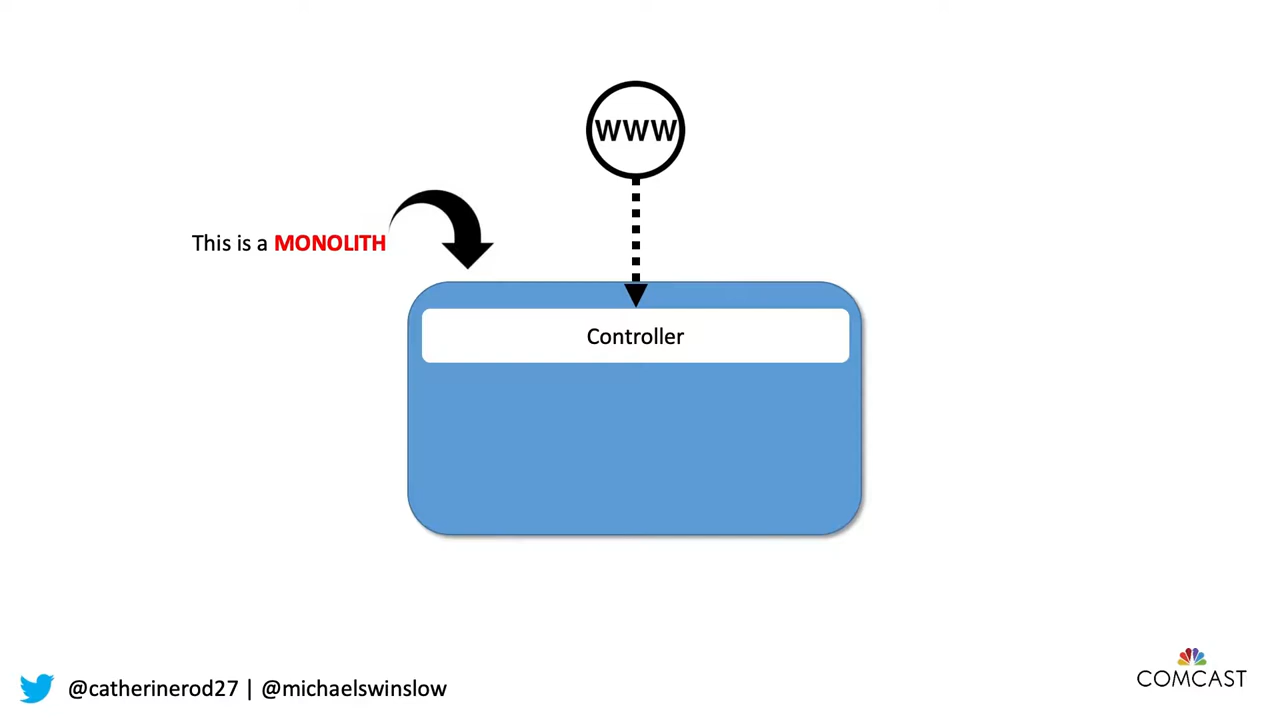 WWW
This is a MONOLITH
Controller
@catherinerod27 | @michaelswinslow
COMCAST